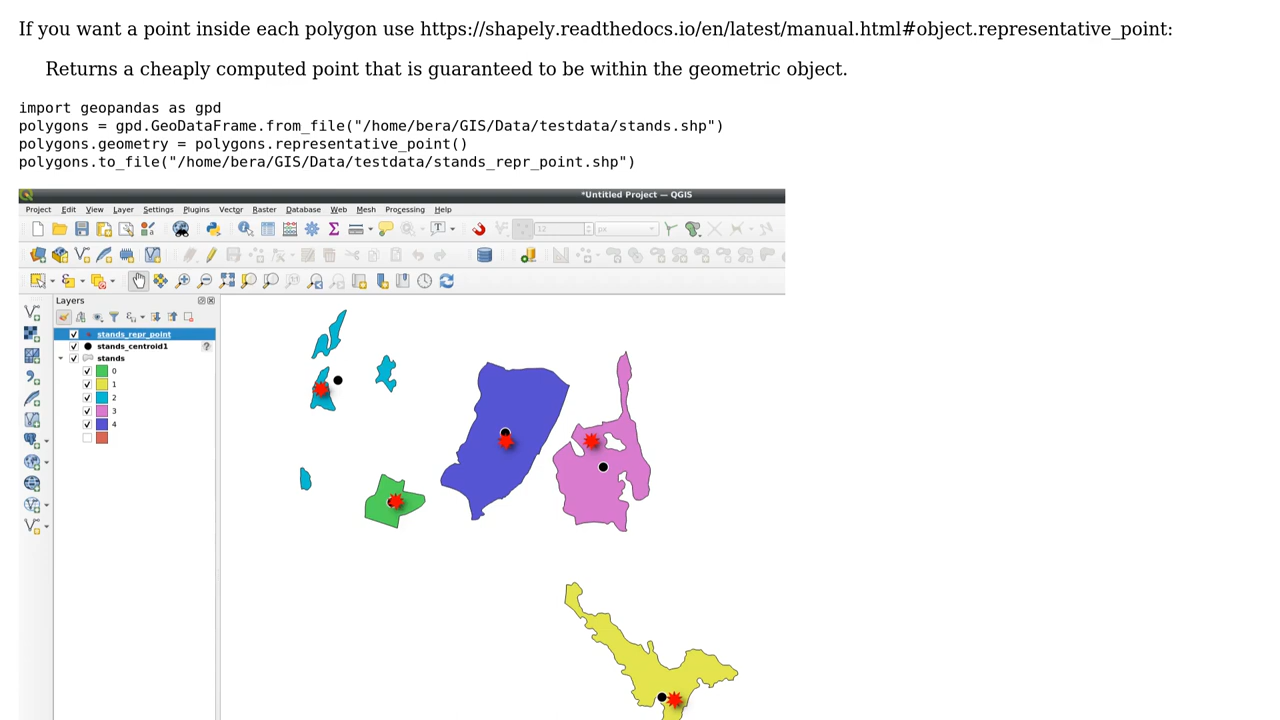 If you want a point inside each polygon use https://shapely.readthedocs.io/en/latest/manual.html#object.representative_point:
Returns a cheaply computed point that is guaranteed to be within the geometric object.
import geopandas as gpd
polygons = gpd.GeoDataFrame.from_file("/home/bera/GIS/Data/testdata/stands.shp")
polygons.geometry = polygons.representative_point()
polygons.to_file("/home/bera/GIS/Data/testdata/stands_repr_point.shp")
*Untitled Project — QGIS
Project Edit View Layer Settings Plugins Vector Raster Database Web Mesh Processing Help
12 px
Layers
stands_repr_point
stands_centroid1 ?
stands
0
1
2
3
4